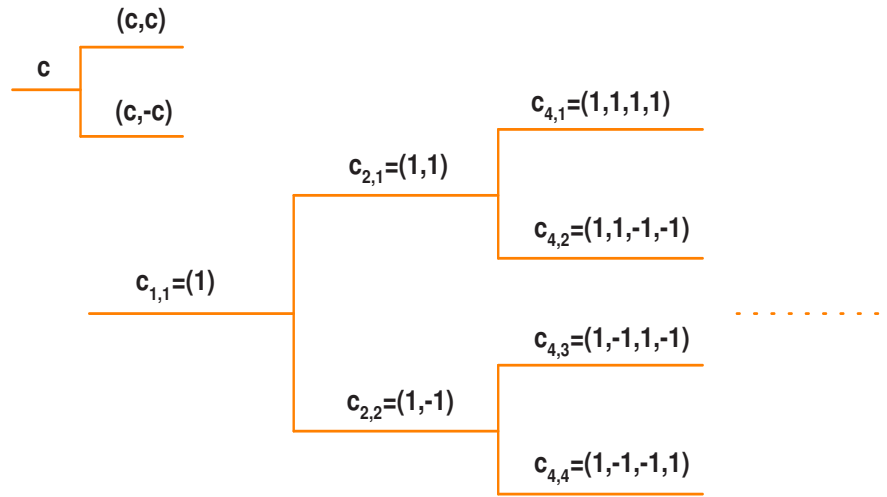 (c,c)
c
(c,-c)
c4,1=(1,1,1,1)
c2,1=(1,1)
c4,2=(1,1,-1,-1)
c1,1=(1)
c4,3=(1,-1,1,-1)
c2,2=(1,-1)
c4,4=(1,-1,-1,1)